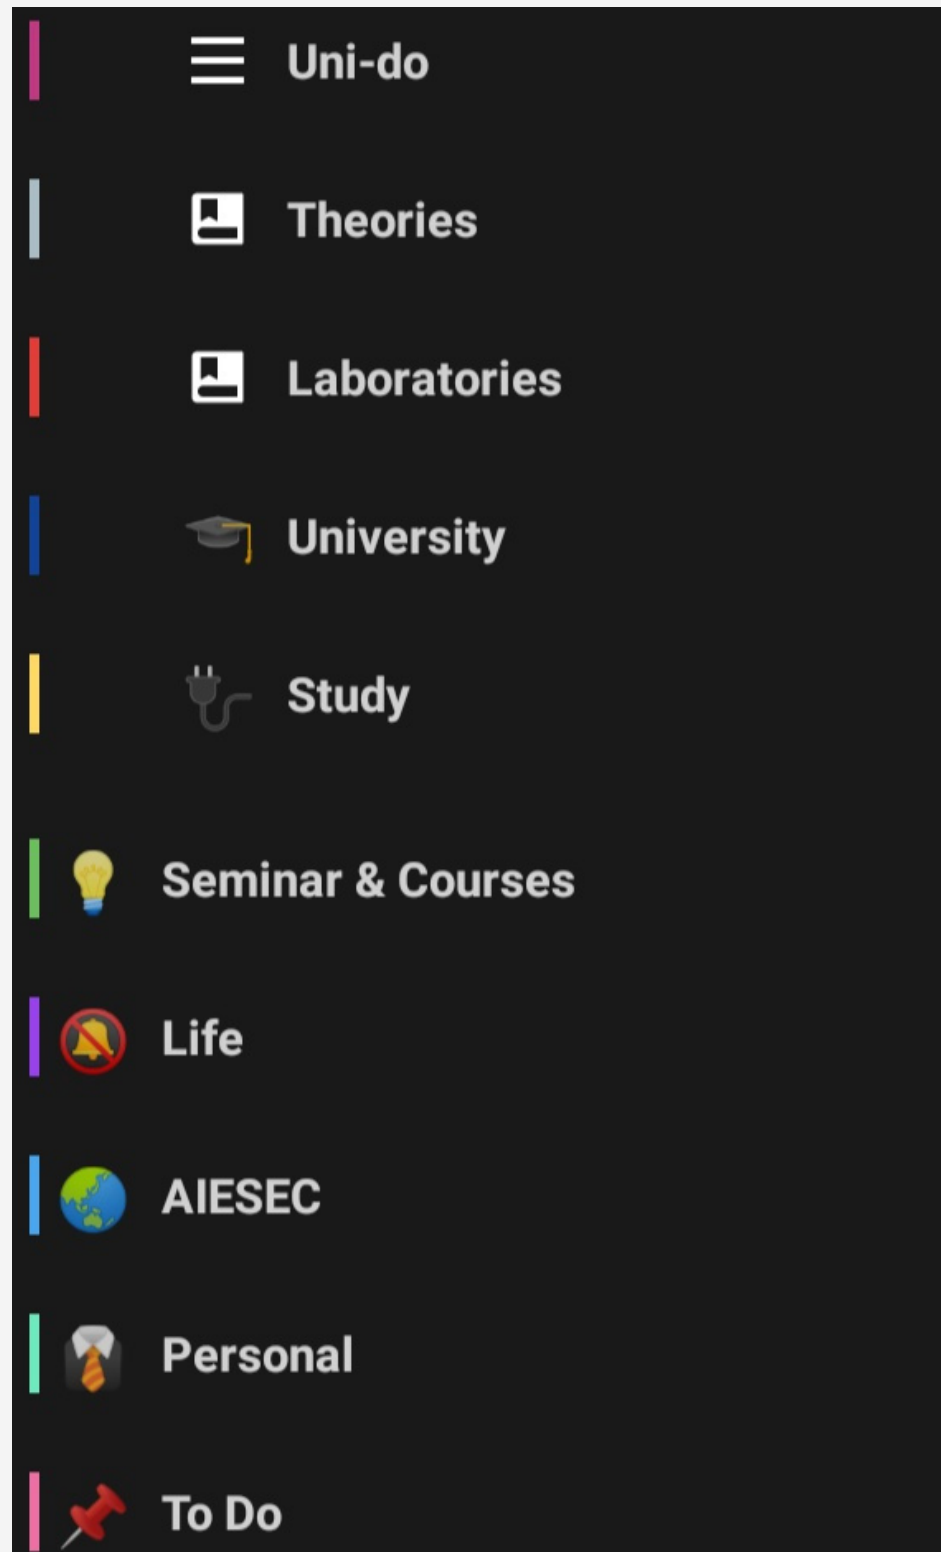 Uni-do
Theories
Laboratories
University
Study
Seminar & Courses
Life
AIESEC
Personal
To Do